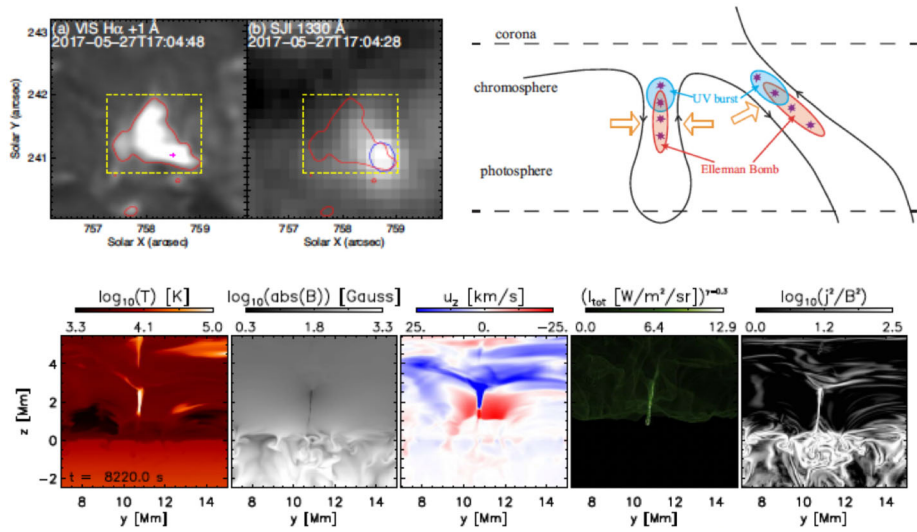 (a) VIS Hα +1 Å
2017-05-27T17:04:48
(b) SJI 1330 Å
2017-05-27T17:04:28
243
242
241
Solar Y (arcsec)
757 758 759
Solar X (arcsec)
757 758 759
Solar X (arcsec)
corona
chromosphere
UV burst
Ellerman Bomb
photosphere
log₁₀(T) [K]
3.3 4.1 5.0
log₁₀(abs(B)) [Gauss]
0.3 1.8 3.3
u_z [km/s]
25. 0. -25.
(I_tot [W/m²/sr])^γ=0.3
0.0 6.4 12.9
log₁₀(j²/B²)
0.0 1.2 2.5
z [Mm]
4
2
0
-2
t = 8220.0 s
8 10 12 14
y [Mm]
8 10 12 14
y [Mm]
8 10 12 14
y [Mm]
8 10 12 14
y [Mm]
8 10 12 14
y [Mm]